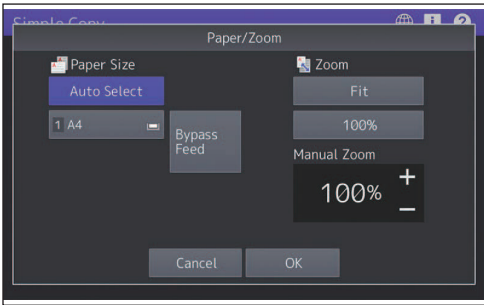 Simple Copy
Paper/Zoom
Paper Size
Auto Select
1 A4
Bypass
Feed
Zoom
Fit
100%
Manual Zoom
100%
+
−
Cancel
OK